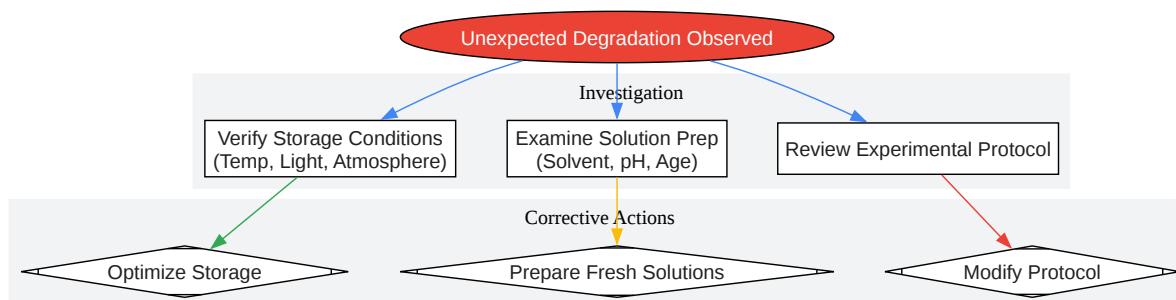 Unexpected Degradation Observed
Investigation
Verify Storage Conditions
(Temp, Light, Atmosphere)
Examine Solution Prep
(Solvent, pH, Age)
Review Experimental Protocol
Corrective Actions
Optimize Storage
Prepare Fresh Solutions
Modify Protocol